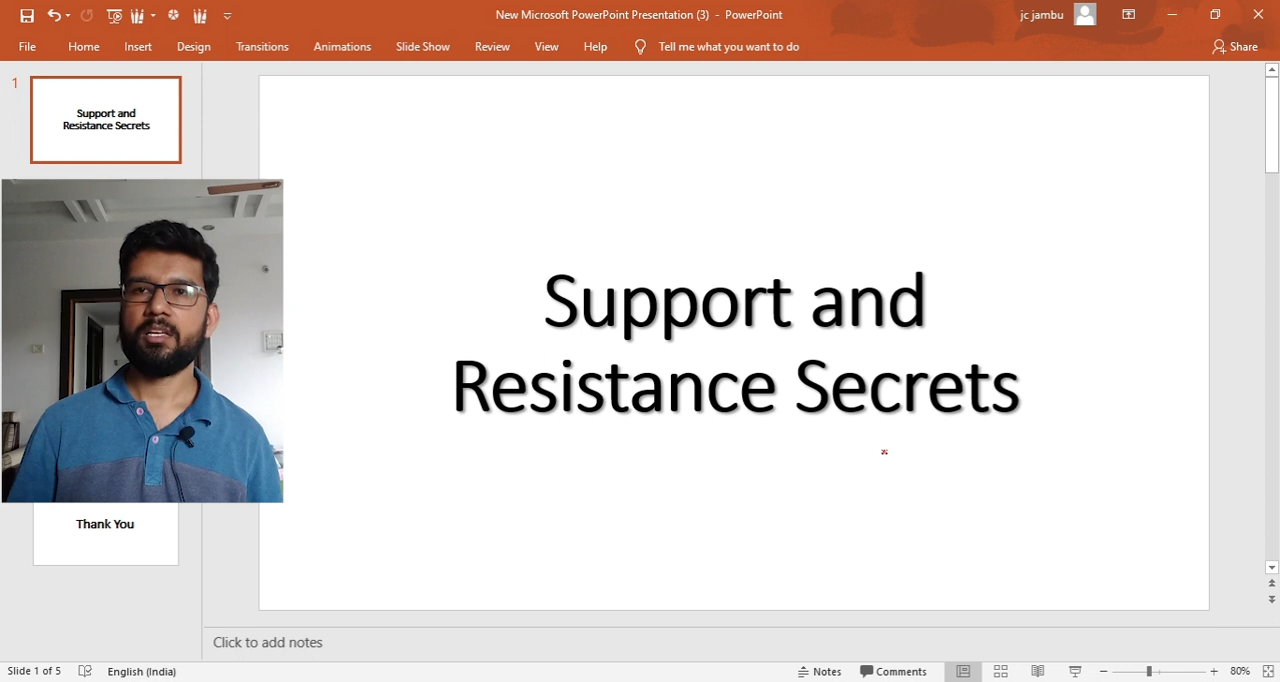 New Microsoft PowerPoint Presentation (3) - PowerPoint
jc jambu
File Home Insert Design Transitions Animations Slide Show Review View Help Tell me what you want to do Share
1
Support and
Resistance Secrets
Support and
Resistance Secrets
Thank You
Click to add notes
Slide 1 of 5 English (India) Notes Comments 80%